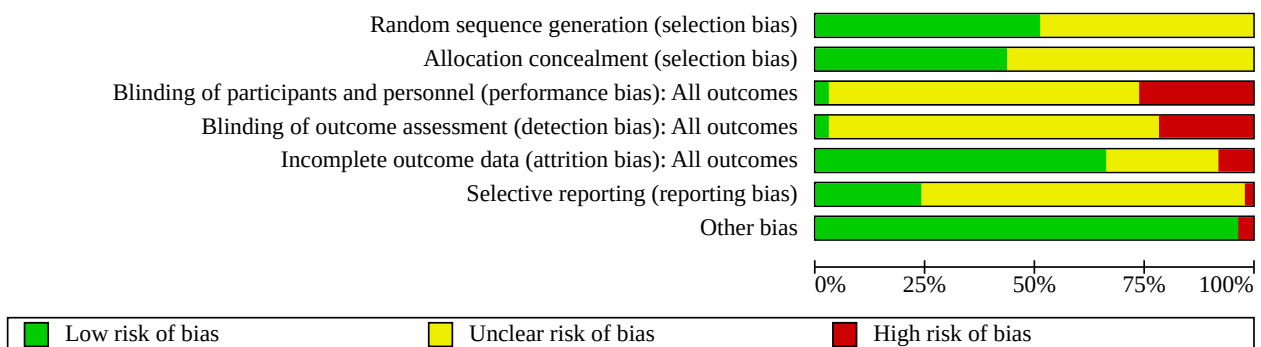 Random sequence generation (selection bias)
Allocation concealment (selection bias)
Blinding of participants and personnel (performance bias): All outcomes
Blinding of outcome assessment (detection bias): All outcomes
Incomplete outcome data (attrition bias): All outcomes
Selective reporting (reporting bias)
Other bias
0% 25% 50% 75% 100%
Low risk of bias Unclear risk of bias High risk of bias